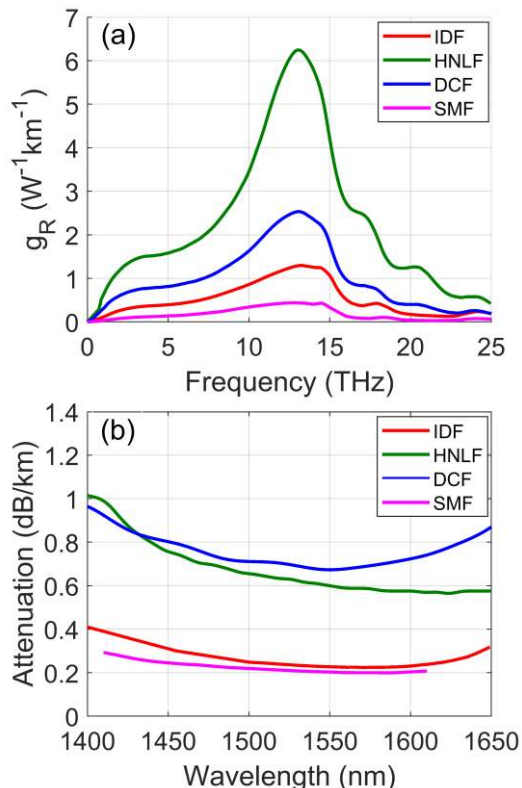 (a)
IDF
HNLF
DCF
SMF
7
6
5
4
3
2
1
0
g_R (W^-1km^-1)
0 5 10 15 20 25
Frequency (THz)
(b)
IDF
HNLF
DCF
SMF
1.4
1.2
1
0.8
0.6
0.4
0.2
0
Attenuation (dB/km)
1400 1450 1500 1550 1600 1650
Wavelength (nm)